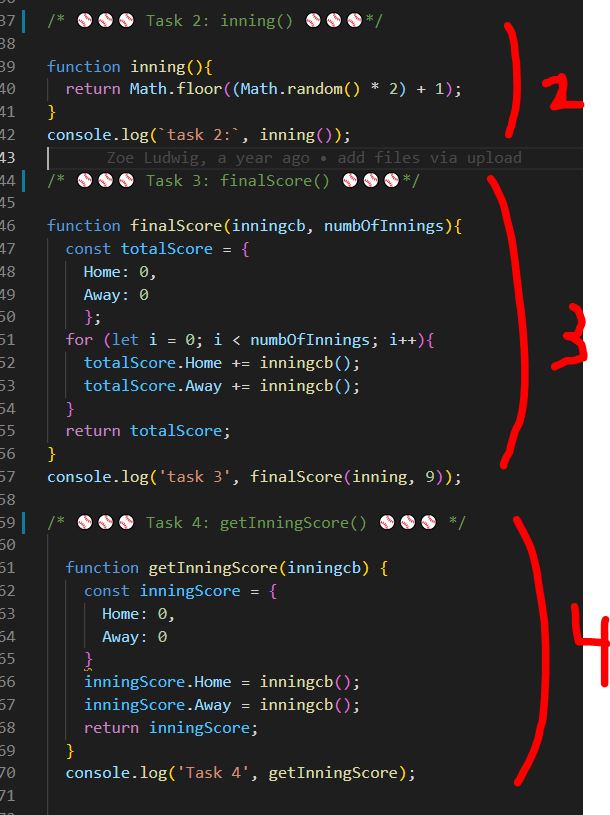 37 /* ⚾⚾⚾ Task 2: inning() ⚾⚾⚾*/
38
39 function inning(){
40 return Math.floor((Math.random() * 2) + 1);
41 }
42 console.log(`task 2:`, inning());
43 Zoe Ludwig, a year ago • add files via upload
44 /* ⚾⚾⚾ Task 3: finalScore() ⚾⚾⚾*/
45
46 function finalScore(inningcb, numbOfInnings){
47 const totalScore = {
48 Home: 0,
49 Away: 0
50 };
51 for (let i = 0; i < numbOfInnings; i++){
52 totalScore.Home += inningcb();
53 totalScore.Away += inningcb();
54 }
55 return totalScore;
56 }
57 console.log('task 3', finalScore(inning, 9));
58
59 /* ⚾⚾⚾ Task 4: getInningScore() ⚾⚾⚾ */
60
61 function getInningScore(inningcb) {
62 const inningScore = {
63 Home: 0,
64 Away: 0
65 }
66 inningScore.Home = inningcb();
67 inningScore.Away = inningcb();
68 return inningScore;
69 }
70 console.log('Task 4', getInningScore);
71
2
3
4